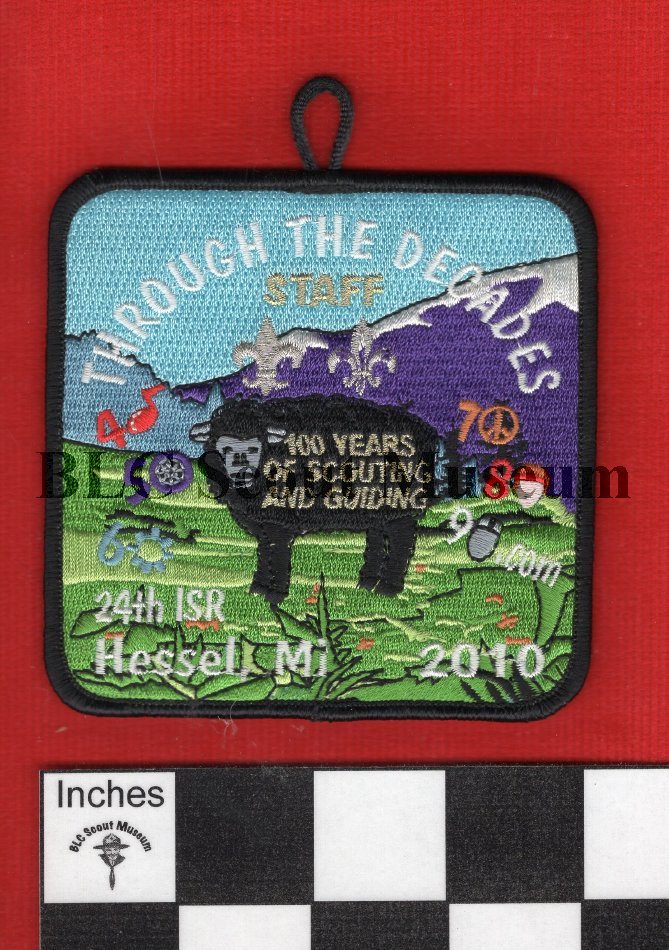 THROUGH THE DECADES
STAFF
40
50
60
70
80
90 .com
100 YEARS
OF SCOUTING
AND GUIDING
BLC Scout Museum
24th ISR
Hessel, Mi 2010
Inches
BLC Scout Museum